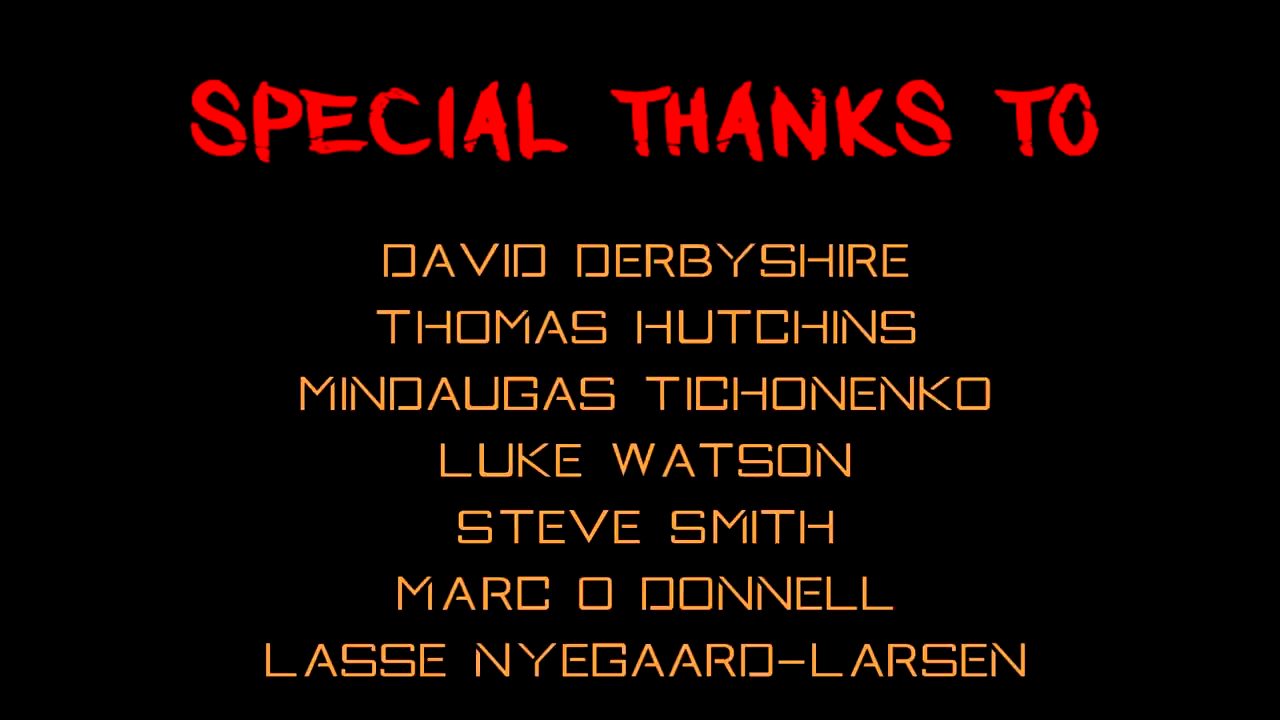 SPECIAL THANKS TO
DAVID DERBYSHIRE
THOMAS HUTCHINS
MINDAUGAS TICHONENKO
LUKE WATSON
STEVE SMITH
MARC O DONNELL
LASSE NYEGAARD-LARSEN